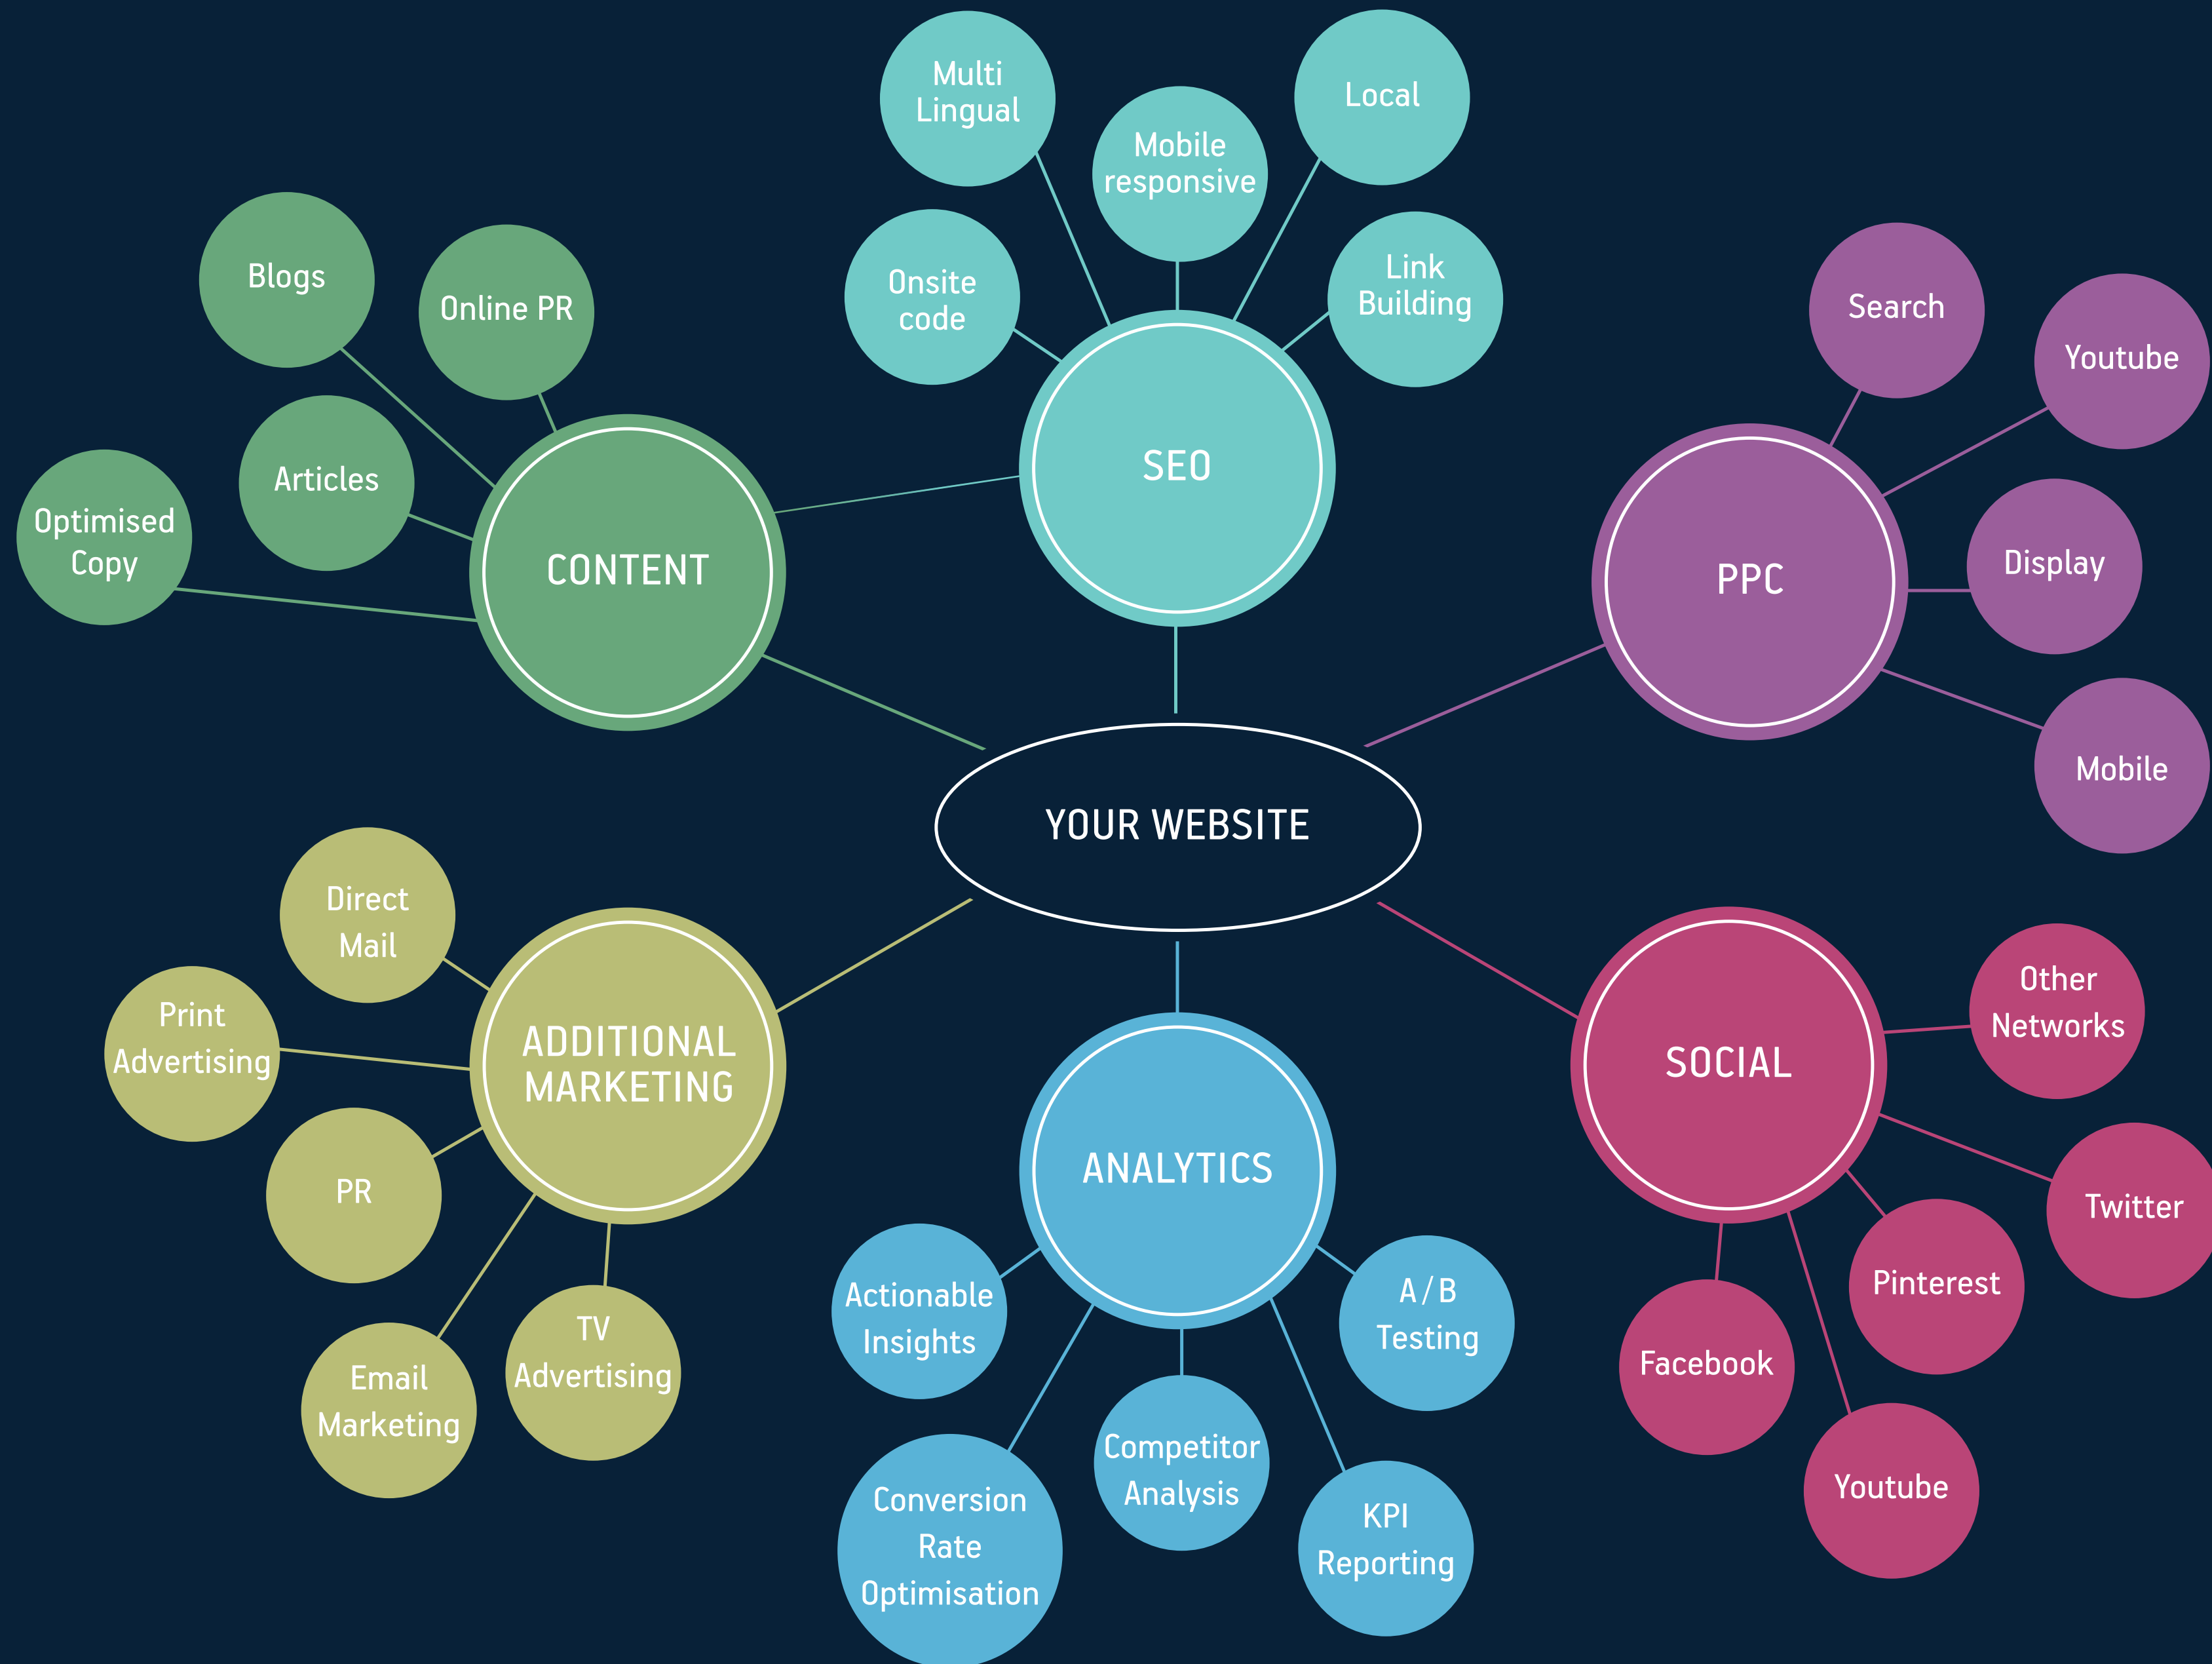 Multi
Lingual
Mobile
responsive
Local
Onsite
code
Link
Building
SEO
Blogs
Online PR
Articles
Optimised
Copy
CONTENT
Search
Youtube
Display
Mobile
PPC
YOUR WEBSITE
Direct
Mail
Print
Advertising
PR
Email
Marketing
TV
Advertising
ADDITIONAL
MARKETING
ANALYTICS
Actionable
Insights
Conversion
Rate
Optimisation
Competitor
Analysis
KPI
Reporting
A / B
Testing
SOCIAL
Other
Networks
Twitter
Pinterest
Facebook
Youtube